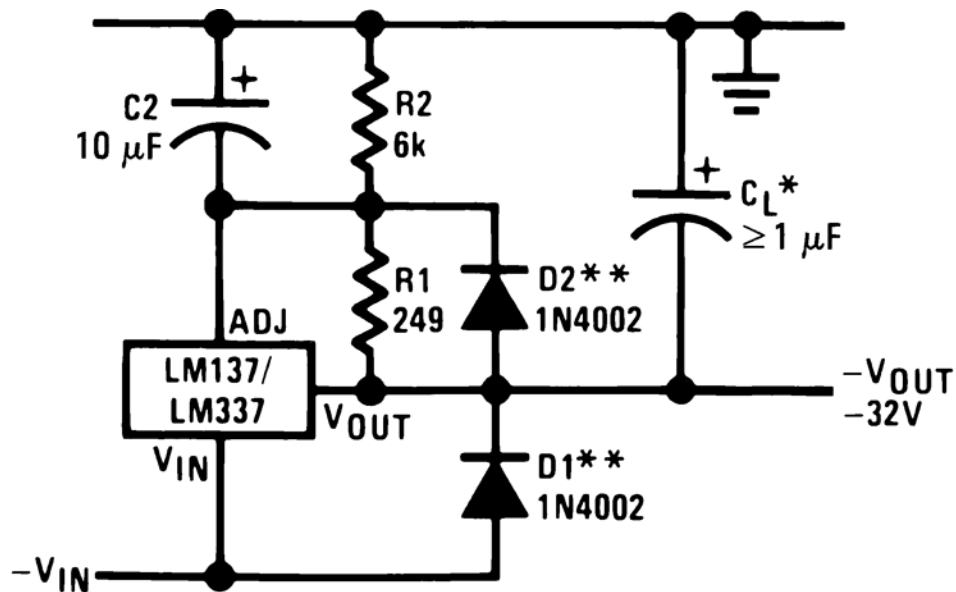 C2
10 μF
+
R2
6k
+
CL*
≥1 μF
R1
249
D2**
1N4002
ADJ
LM137/
LM337
VOUT
VIN
-VOUT
-32V
D1**
1N4002
-VIN